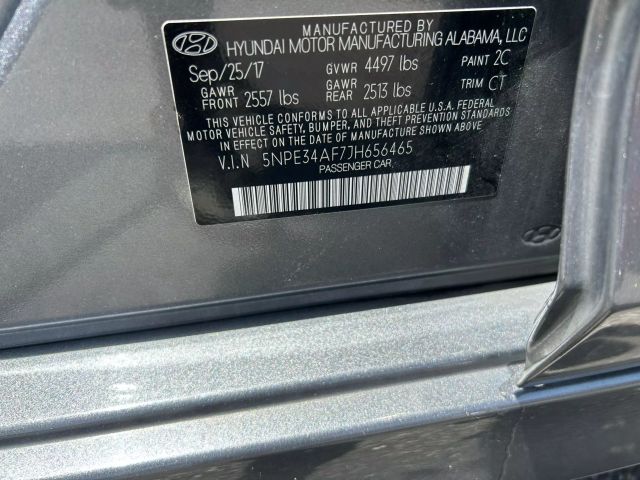 MANUFACTURED BY
HYUNDAI MOTOR MANUFACTURING ALABAMA, LLC
Sep/25/17 GVWR 4497 lbs PAINT 2C
GAWR FRONT 2557 lbs GAWR REAR 2513 lbs TRIM CT
THIS VEHICLE CONFORMS TO ALL APPLICABLE U.S.A. FEDERAL
MOTOR VEHICLE SAFETY, BUMPER, AND THEFT PREVENTION STANDARDS
IN EFFECT ON THE DATE OF MANUFACTURE SHOWN ABOVE
V.I.N 5NPE34AF7JH656465
PASSENGER CAR